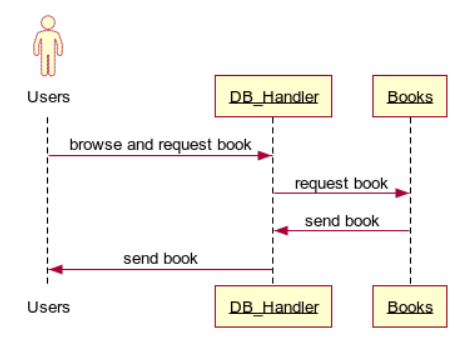 Users
DB_Handler
Books
browse and request book
request book
send book
send book
Users
DB_Handler
Books